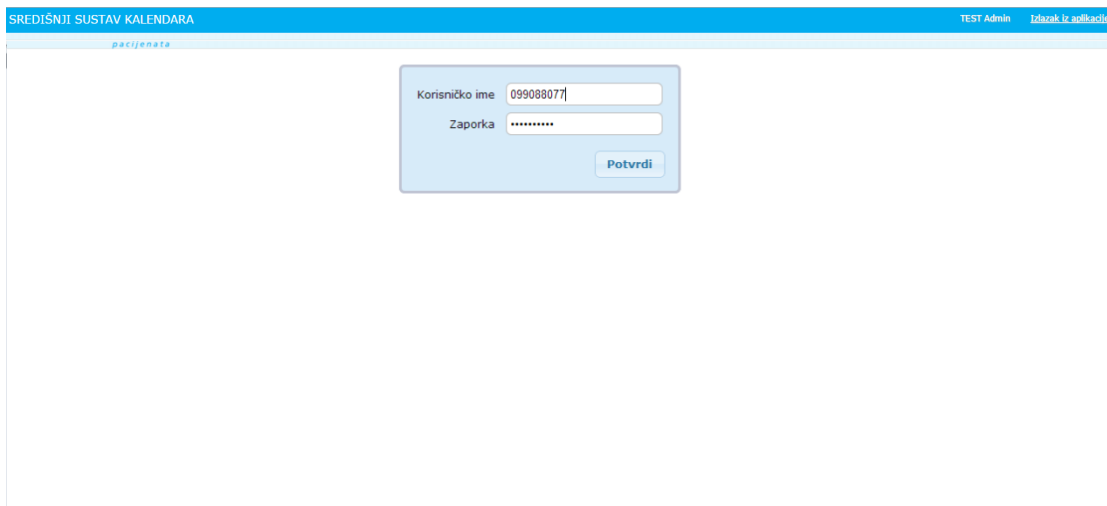 SREDIŠNJI SUSTAV KALENDARA TEST Admin Izlazak iz aplikacije
pacijenata
Korisničko ime 099088077
Zaporka ••••••••••
Potvrdi